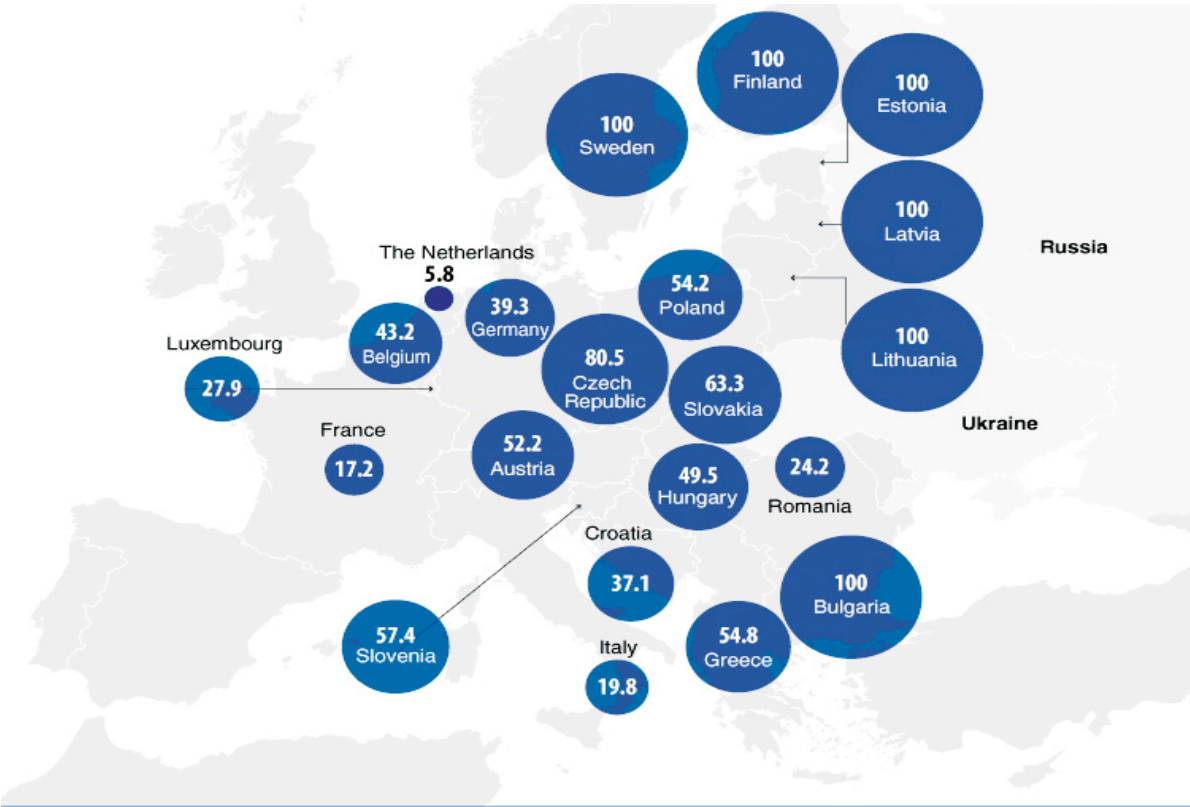 100
Finland
100
Estonia
100
Sweden
100
Latvia
Russia
The Netherlands
5.8
54.2
Poland
39.3
Germany
43.2
Belgium
Luxembourg
27.9
80.5
Czech
Republic
100
Lithuania
63.3
Slovakia
Ukraine
France
17.2
52.2
Austria
49.5
Hungary
24.2
Romania
Croatia
37.1
100
Bulgaria
57.4
Slovenia
Italy
19.8
54.8
Greece